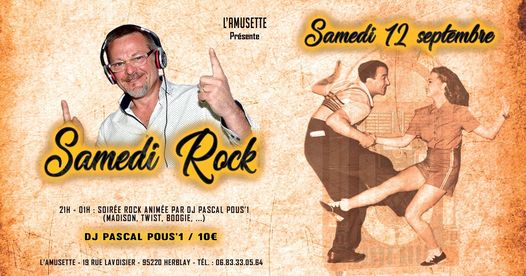 L'AMUSETTE
Présente
Samedi 12 septembre
Samedi Rock
21H - 01H : SOIRÉE ROCK ANIMÉE PAR DJ PASCAL POUS'1
(MADISON, TWIST, BOOGIE, ...)
DJ PASCAL POUS'1 / 10€
L'AMUSETTE - 19 RUE LAVOISIER - 95220 HERBLAY - TÉL. : 06.83.33.05.64